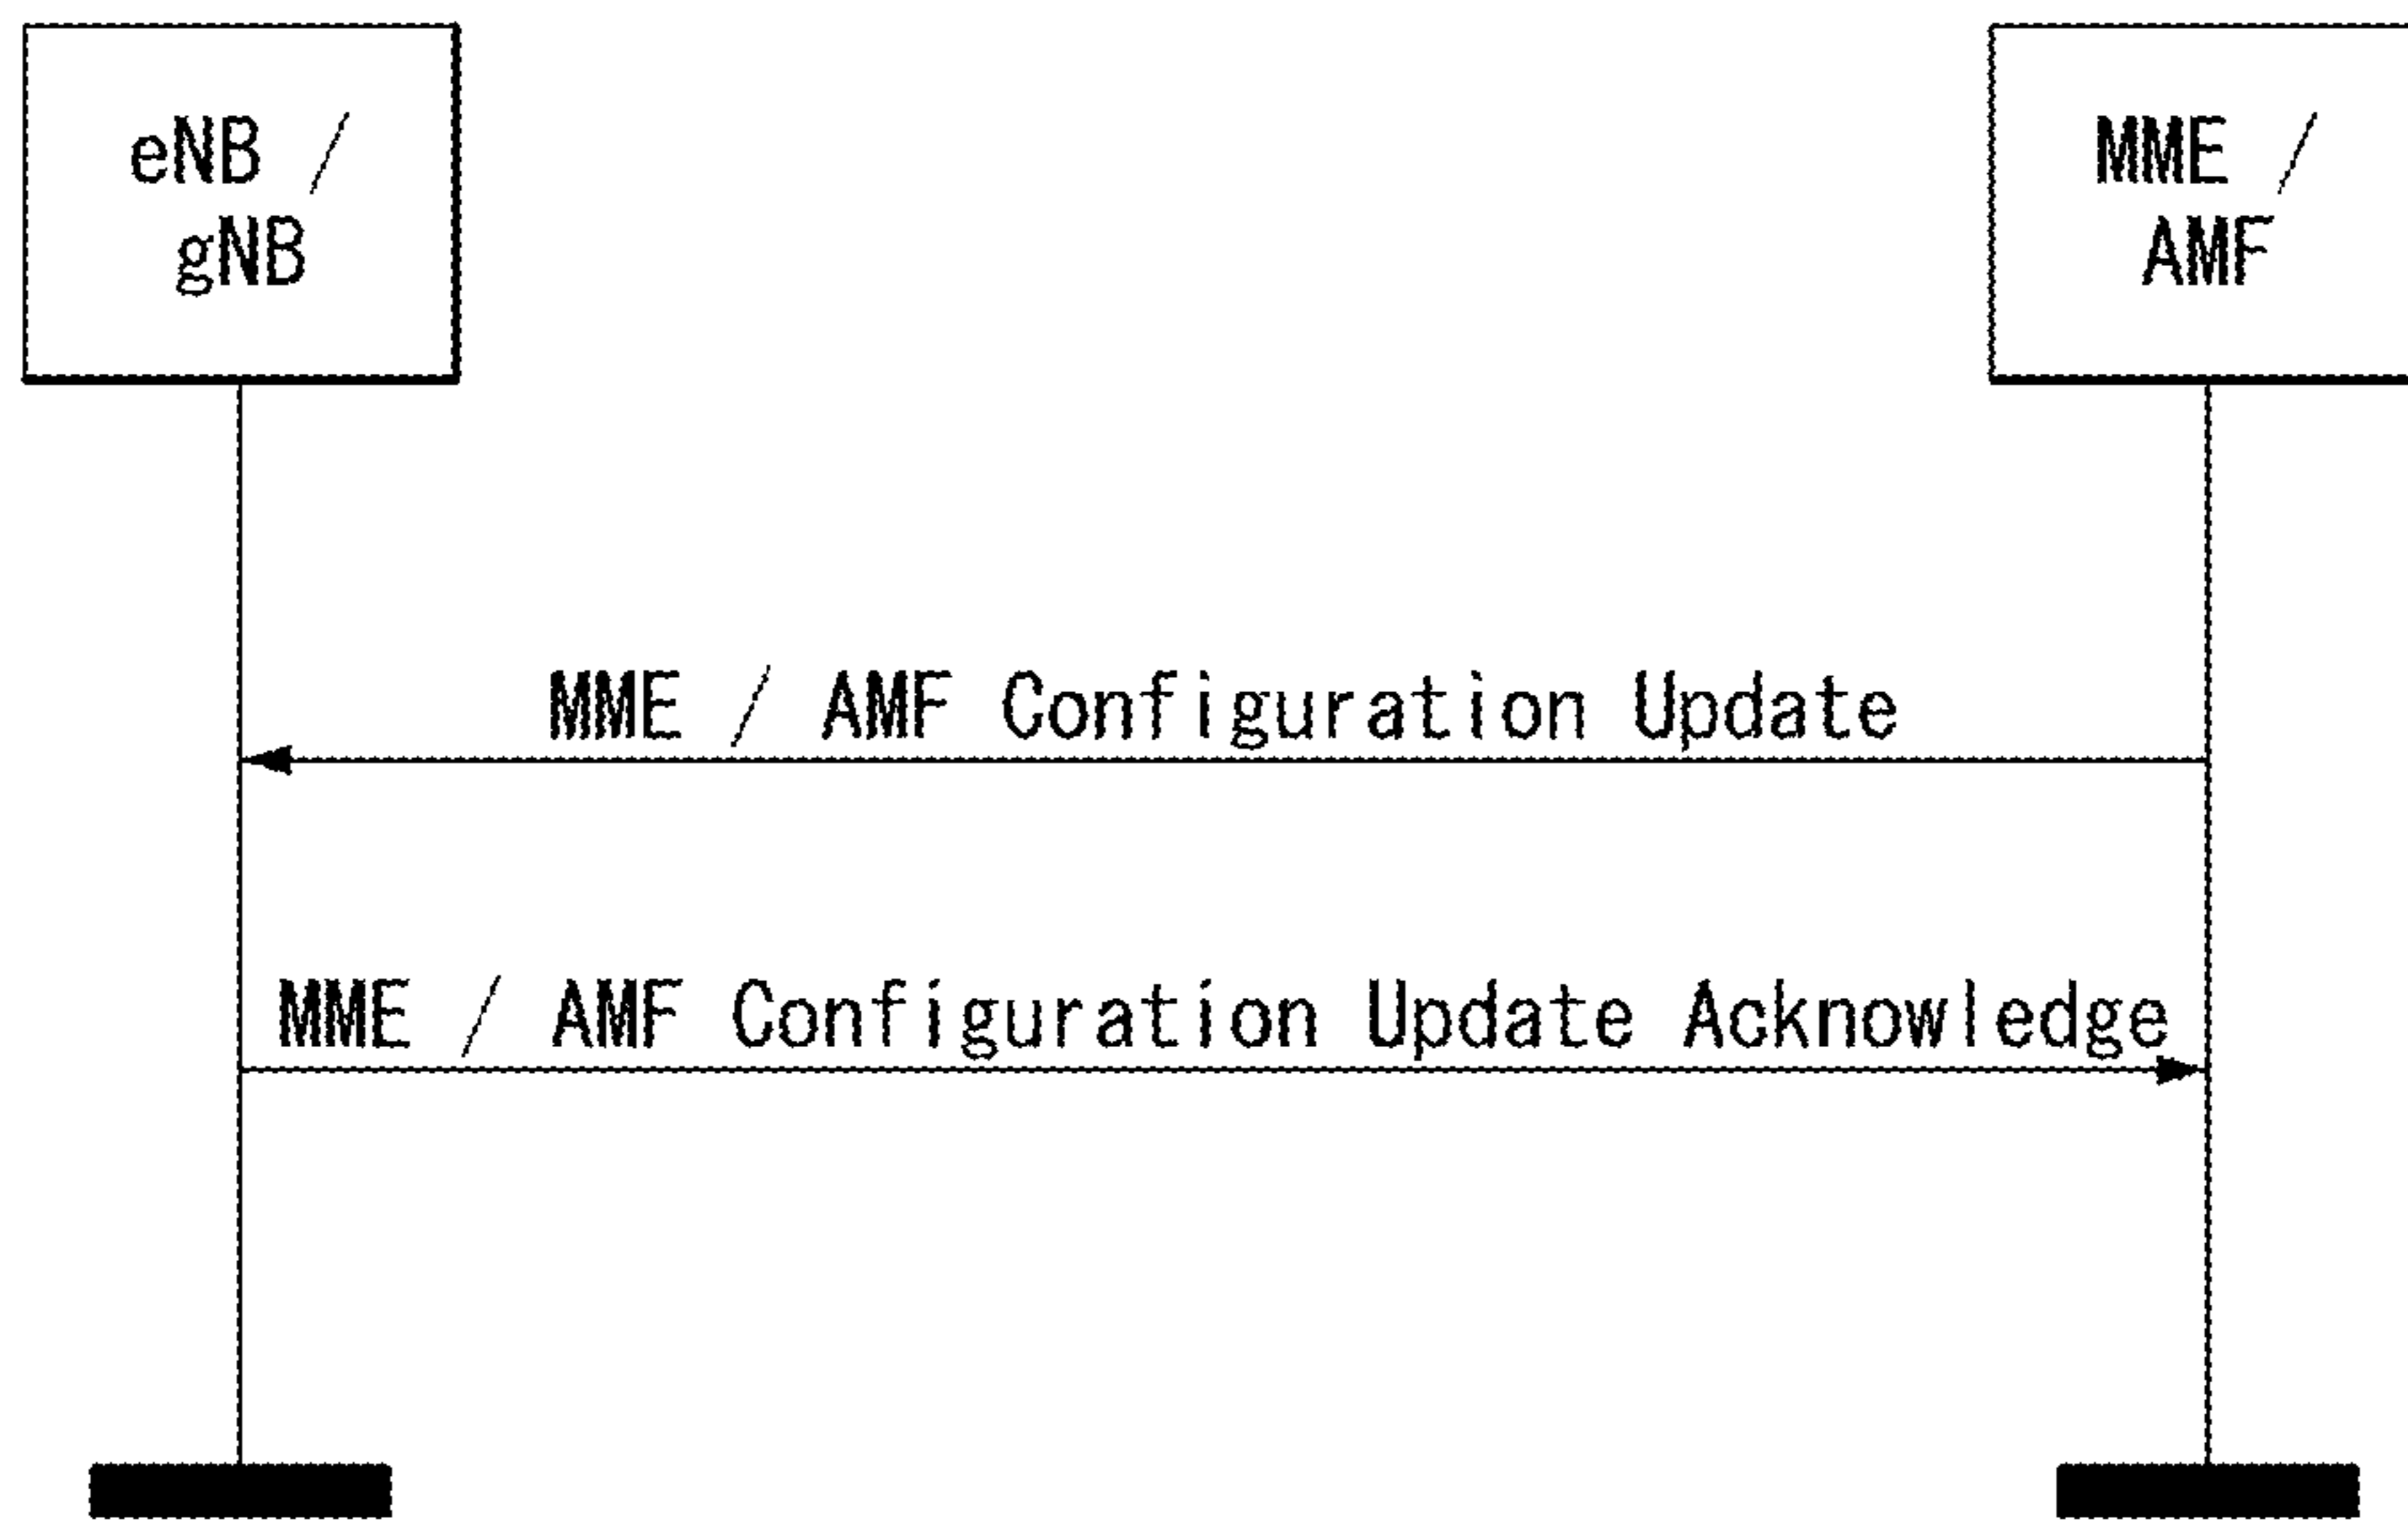 eNB /
gNB
MME /
AMF
MME / AMF Configuration Update
MME / AMF Configuration Update Acknowledge